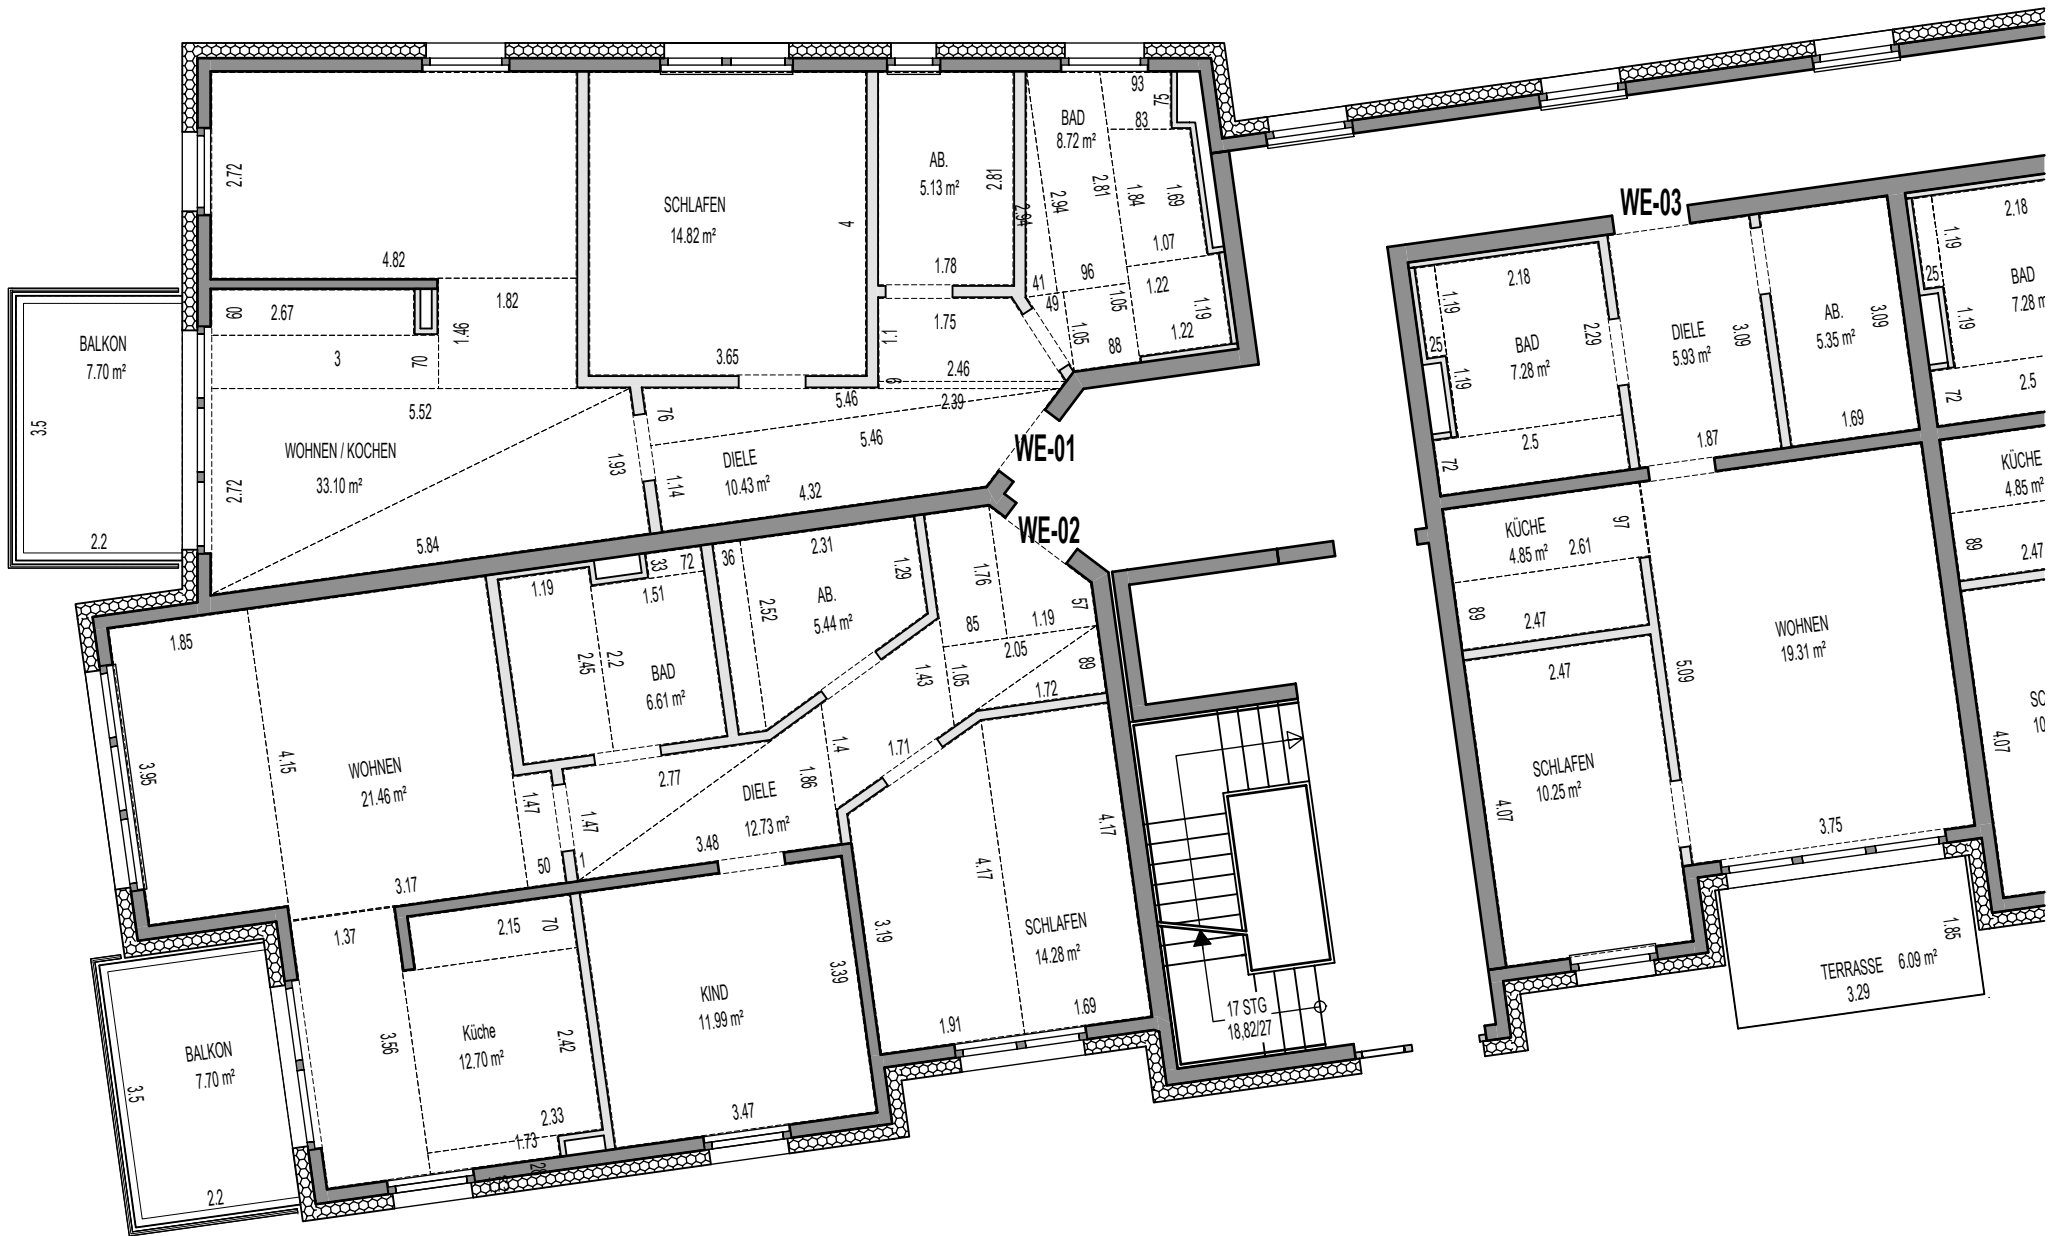 93
75
BAD
8.72 m²
83
2.72
AB.
5.13 m²
2.81
2.94
2.94
2.81
1.84
1.69
SCHLAFEN
14.82 m²
4
4.82
1.78
1.07
41
96
49
1.05
1.22
1.19
60
2.67
1.82
1.46
1.1
1.75
1.05
88
1.22
BALKON
7.70 m²
3
70
3.65
2.46
6
5.52
5.46
2.39
76
3.5
WOHNEN / KOCHEN
33.10 m²
5.46
WE-01
1.93
DIELE
10.43 m²
1.14
4.32
2.72
2.2
5.84
WE-02
36
2.31
1.29
1.76
57
33
72
1.19
1.51
AB.
5.44 m²
2.52
85
1.19
2.05
1.85
2.45
2.2
BAD
6.61 m²
1.43
1.05
89
1.72
4.15
3.95
WOHNEN
21.46 m²
1.4
1.71
2.77
1.86
DIELE
12.73 m²
1.47
1.47
3.48
4.17
4.17
50
1
3.17
1.37
2.15
70
3.19
SCHLAFEN
14.28 m²
3.39
KIND
11.99 m²
3.56
Küche
12.70 m²
2.42
1.91
1.69
BALKON
7.70 m²
3.5
2.33
1.73
3.47
2.2
17 STG
18,82/27
WE-03
2.18
1.19
25
BAD
7.28 m²
1.19
2.29
DIELE
5.93 m²
3.09
AB.
5.35 m²
3.09
2.18
1.19
25
BAD
7.28 m
1.19
72
2.5
72
2.5
1.87
1.69
KÜCHE
4.85 m²
2.61
97
89
2.47
KÜCHE
4.85 m²
89
2.47
WOHNEN
19.31 m²
2.47
5.09
SCHLAFEN
10.25 m²
4.07
4.07
SC
10
3.75
1.85
TERRASSE 6.09 m²
3.29